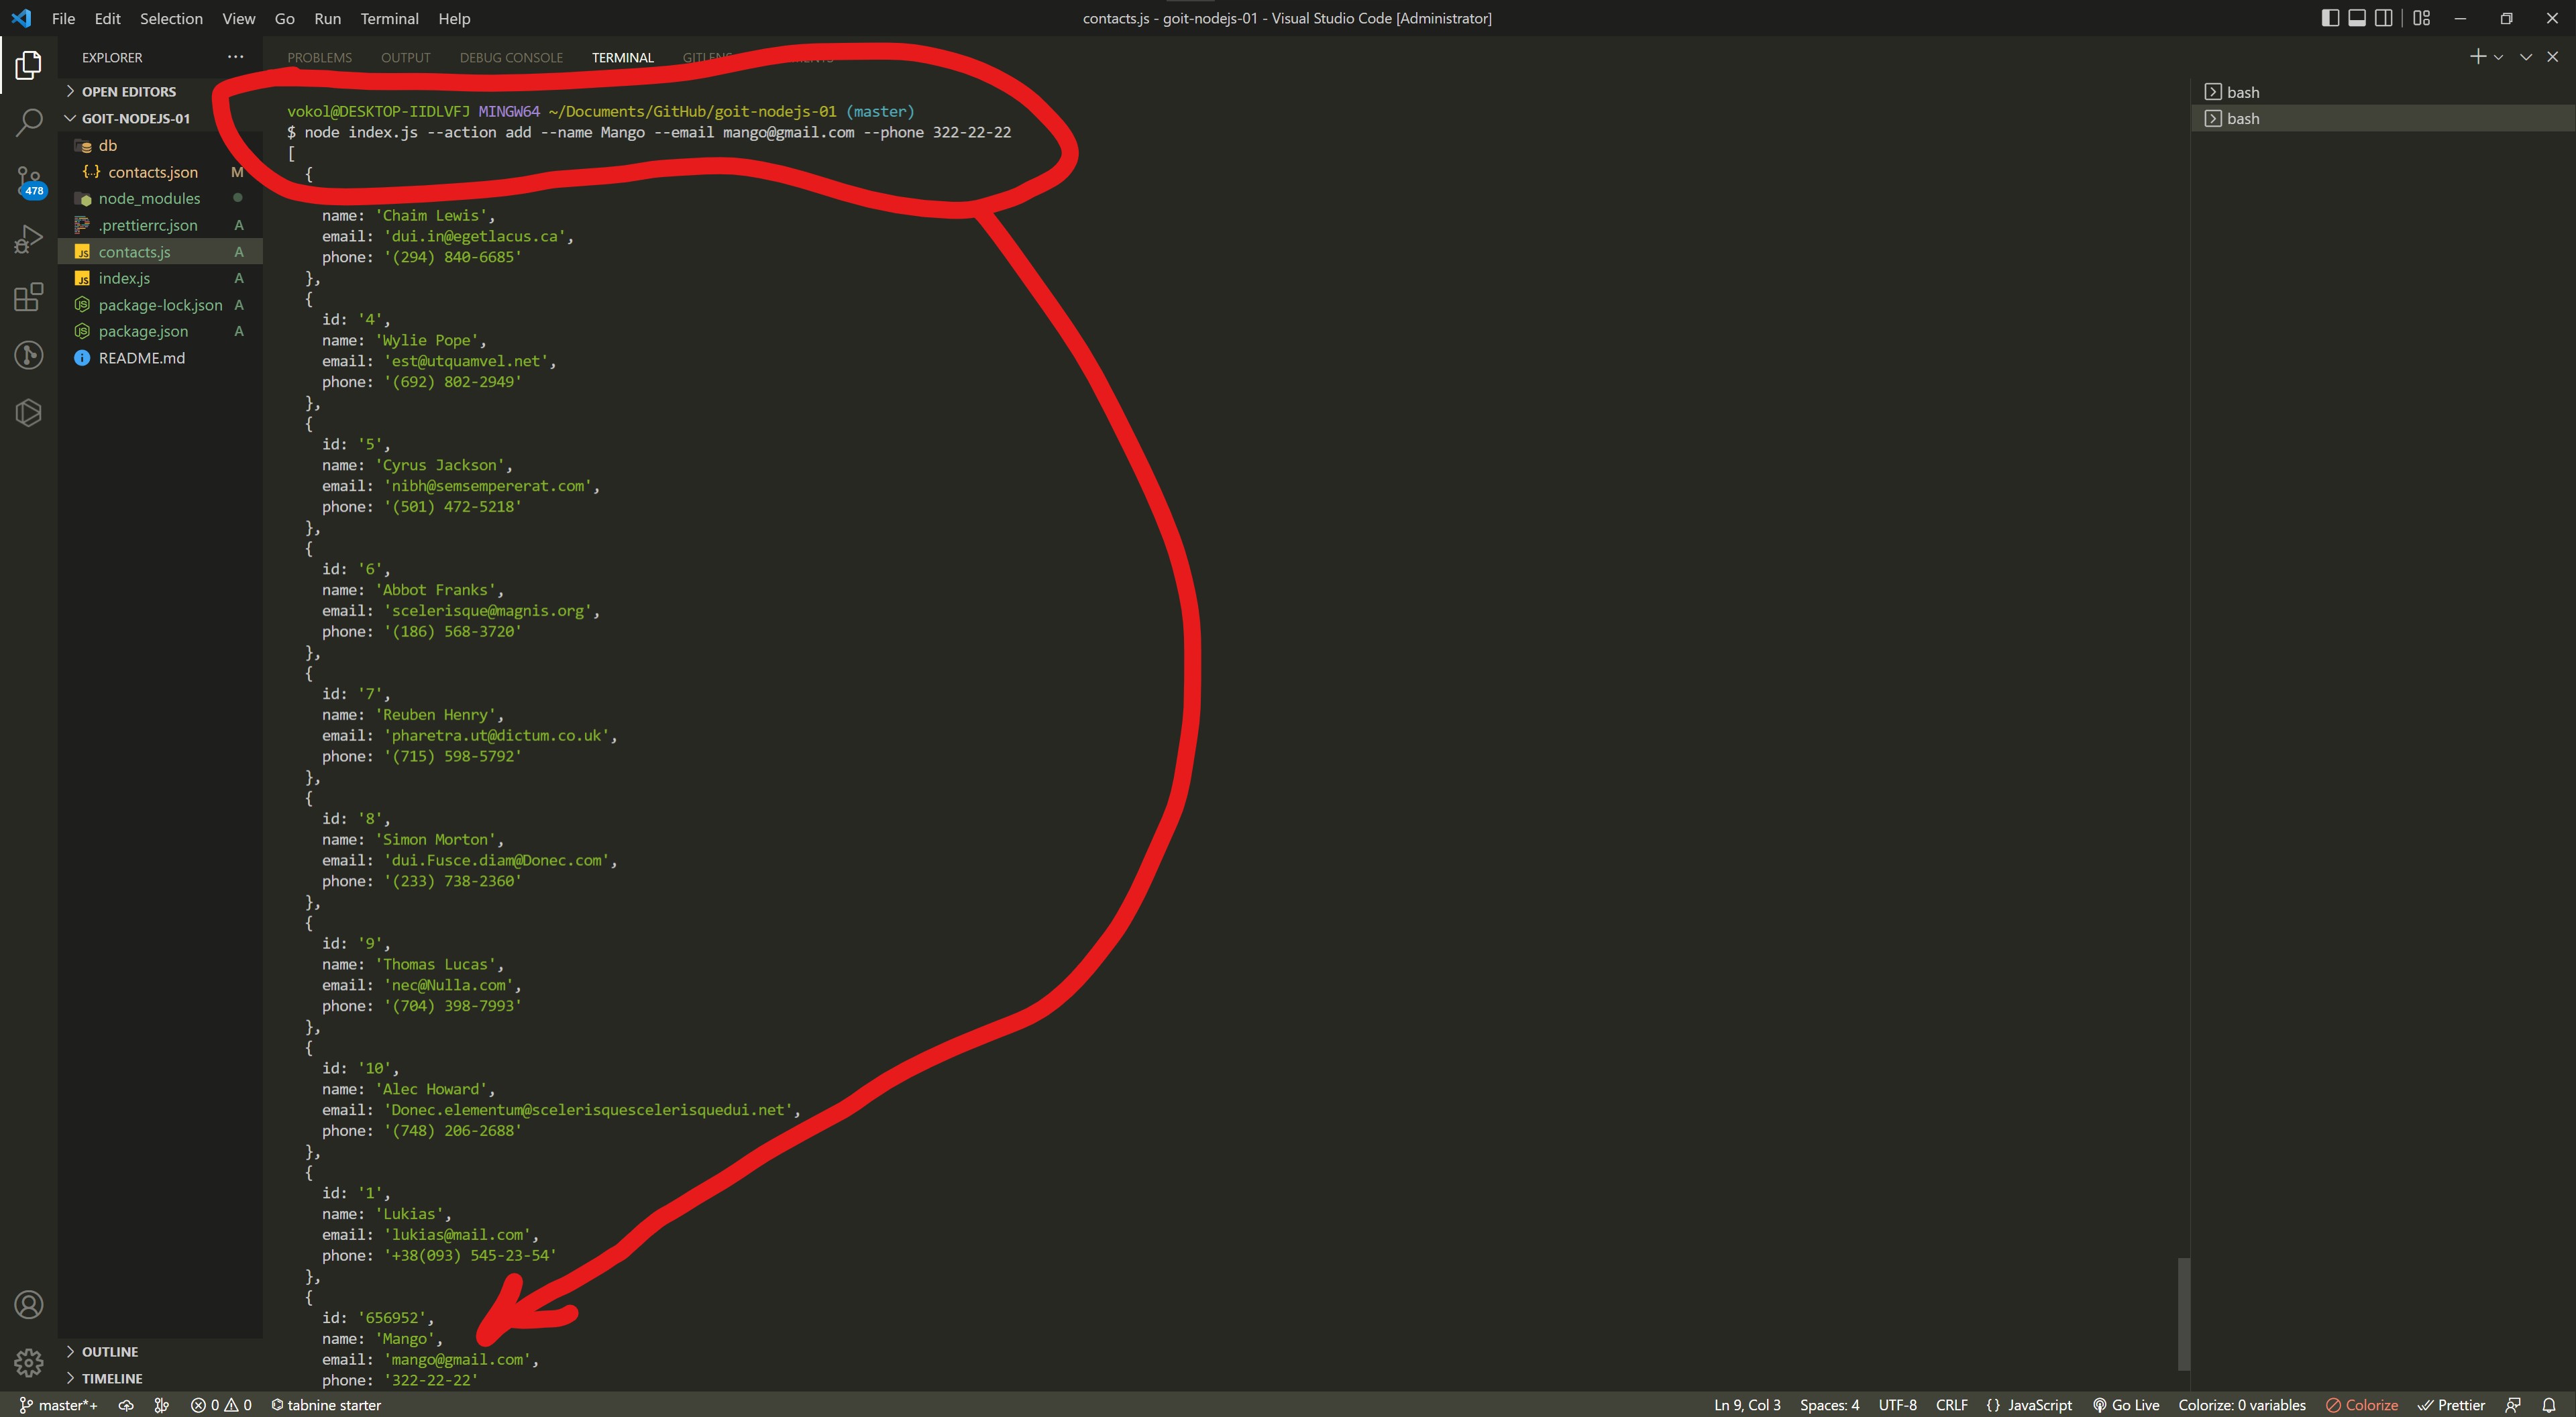 File Edit Selection View Go Run Terminal Help
contacts.js - goit-nodejs-01 - Visual Studio Code [Administrator]
EXPLORER
OPEN EDITORS
GOIT-NODEJS-01
db
contacts.json M
node_modules
.prettierrc.json A
contacts.js A
index.js A
package-lock.json A
package.json A
README.md
OUTLINE
TIMELINE
478
PROBLEMS OUTPUT DEBUG CONSOLE TERMINAL
vokol@DESKTOP-IIDLVFJ MINGW64 ~/Documents/GitHub/goit-nodejs-01 (master)
$ node index.js --action add --name Mango --email mango@gmail.com --phone 322-22-22
[
{
name: 'Chaim Lewis',
email: 'dui.in@egetlacus.ca',
phone: '(294) 840-6685'
},
{
id: '4',
name: 'Wylie Pope',
email: 'est@utquamvel.net',
phone: '(692) 802-2949'
},
{
id: '5',
name: 'Cyrus Jackson',
email: 'nibh@semsempererat.com',
phone: '(501) 472-5218'
},
{
id: '6',
name: 'Abbot Franks',
email: 'scelerisque@magnis.org',
phone: '(186) 568-3720'
},
{
id: '7',
name: 'Reuben Henry',
email: 'pharetra.ut@dictum.co.uk',
phone: '(715) 598-5792'
},
{
id: '8',
name: 'Simon Morton',
email: 'dui.Fusce.diam@Donec.com',
phone: '(233) 738-2360'
},
{
id: '9',
name: 'Thomas Lucas',
email: 'nec@Nulla.com',
phone: '(704) 398-7993'
},
{
id: '10',
name: 'Alec Howard',
email: 'Donec.elementum@scelerisquescelerisquedui.net',
phone: '(748) 206-2688'
},
{
id: '1',
name: 'Lukias',
email: 'lukias@mail.com',
phone: '+38(093) 545-23-54'
},
{
id: '656952',
name: 'Mango',
email: 'mango@gmail.com',
phone: '322-22-22'
bash
bash
master*+ 0 0 tabnine starter
Ln 9, Col 3 Spaces: 4 UTF-8 CRLF {} JavaScript Go Live Colorize: 0 variables Colorize Prettier